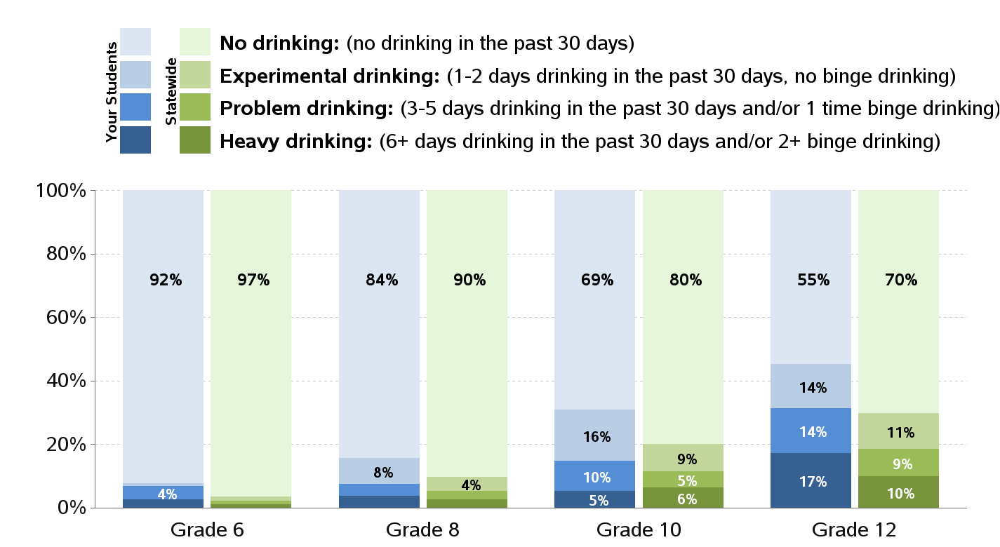 Your Students
Statewide
No drinking: (no drinking in the past 30 days)
Experimental drinking: (1-2 days drinking in the past 30 days, no binge drinking)
Problem drinking: (3-5 days drinking in the past 30 days and/or 1 time binge drinking)
Heavy drinking: (6+ days drinking in the past 30 days and/or 2+ binge drinking)
100%
80%
60%
40%
20%
0%
92%
4%
97%
84%
8%
90%
4%
69%
16%
10%
5%
80%
9%
5%
6%
55%
14%
14%
17%
70%
11%
9%
10%
Grade 6
Grade 8
Grade 10
Grade 12